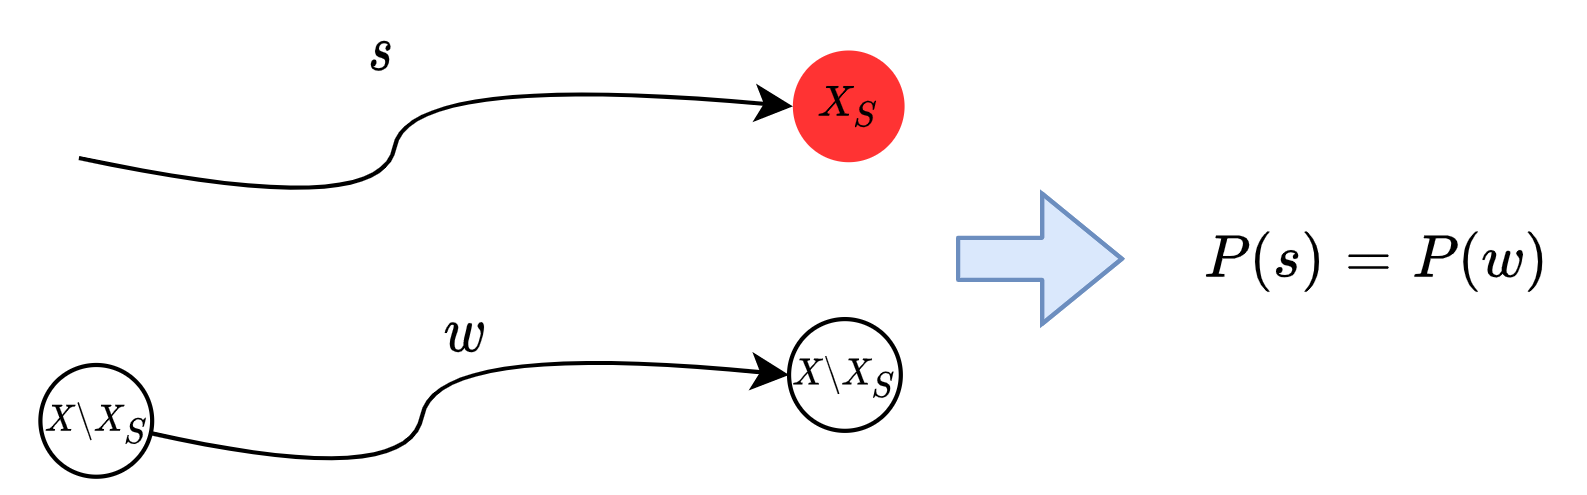 s
X_S
P(s) = P(w)
w
X\X_S
X\X_S